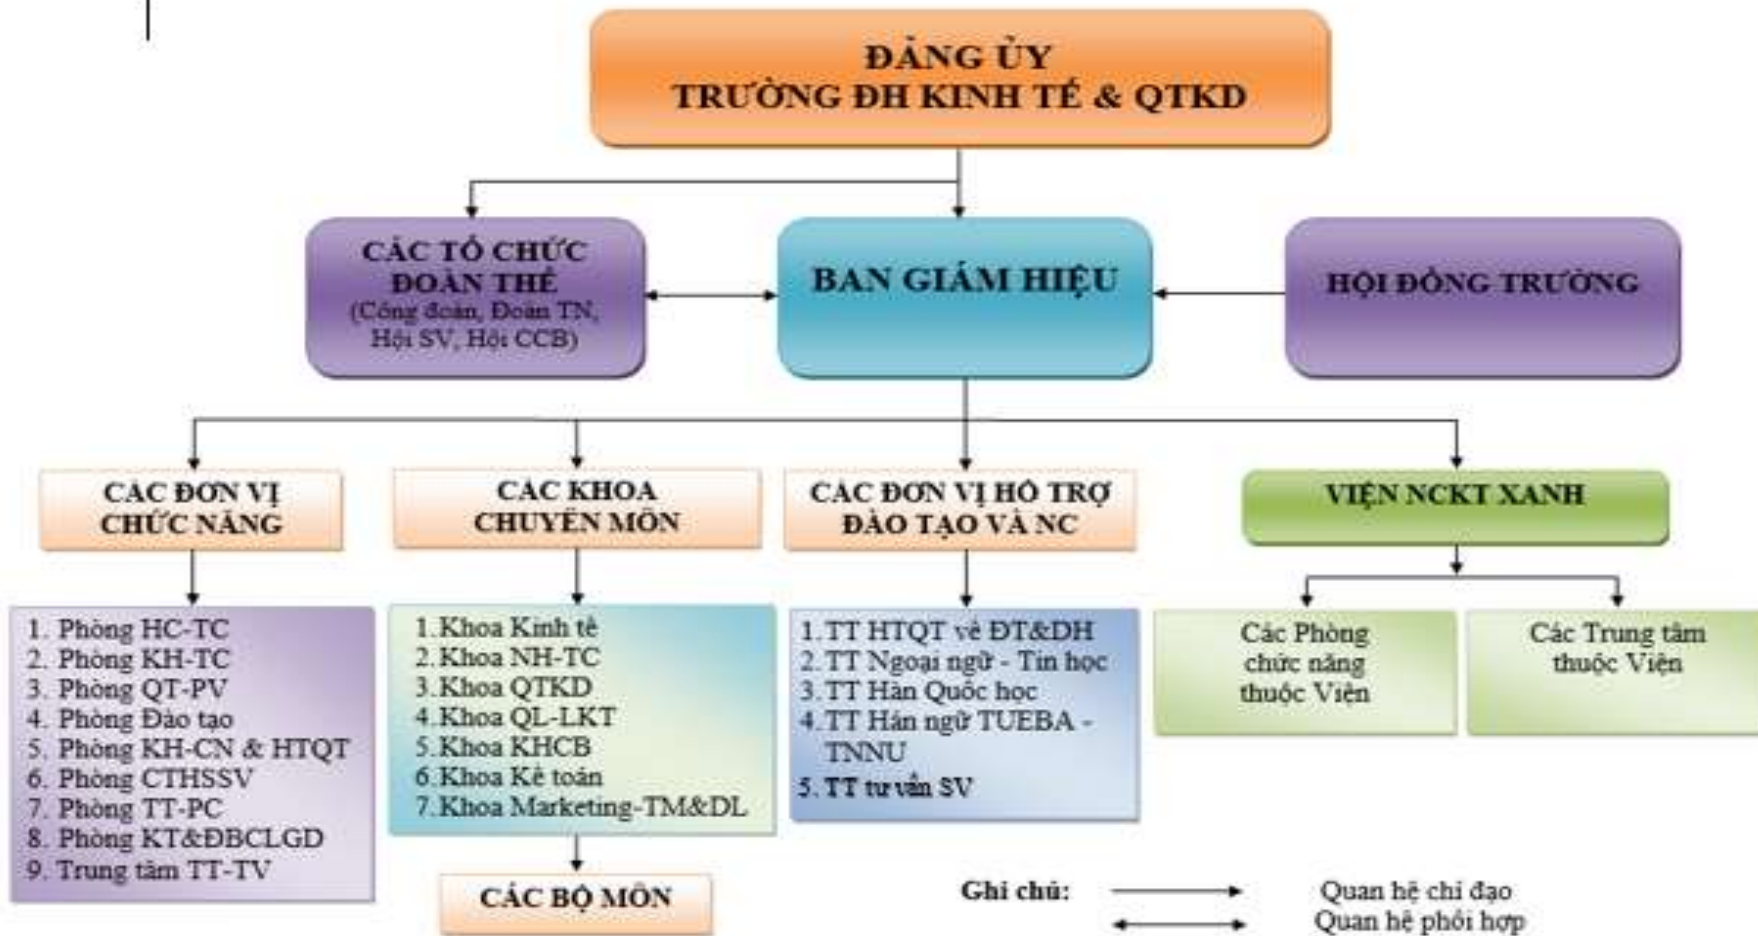 ĐẢNG ỦY
TRƯỜNG ĐH KINH TẾ & QTKD
CÁC TỔ CHỨC
ĐOÀN THỂ
(Công đoàn, Đoàn TN,
Hội SV, Hội CCB)
BAN GIÁM HIỆU
HỘI ĐỒNG TRƯỜNG
CÁC ĐƠN VỊ
CHỨC NĂNG
CÁC KHOA
CHUYÊN MÔN
CÁC ĐƠN VỊ HỖ TRỢ
ĐÀO TẠO VÀ NC
VIỆN NCKT XANH
1. Phòng HC-TC
2. Phòng KH-TC
3. Phòng QT-PV
4. Phòng Đào tạo
5. Phòng KH-CN & HTQT
6. Phòng CTHSSV
7. Phòng TT-PC
8. Phòng KT&ĐBCLGD
9. Trung tâm TT-TV
1. Khoa Kinh tế
2. Khoa NH-TC
3. Khoa QTKD
4. Khoa QL-LKT
5. Khoa KHCB
6. Khoa Kế toán
7. Khoa Marketing-TM&DL
CÁC BỘ MÔN
1. TT HTQT về ĐT&DH
2. TT Ngoại ngữ - Tin học
3. TT Hàn Quốc học
4. TT Hán ngữ TUEBA -
TNNU
5. TT tư vấn SV
Các Phòng
chức năng
thuộc Viện
Các Trung tâm
thuộc Viện
Ghi chú:
Quan hệ chỉ đạo
Quan hệ phối hợp